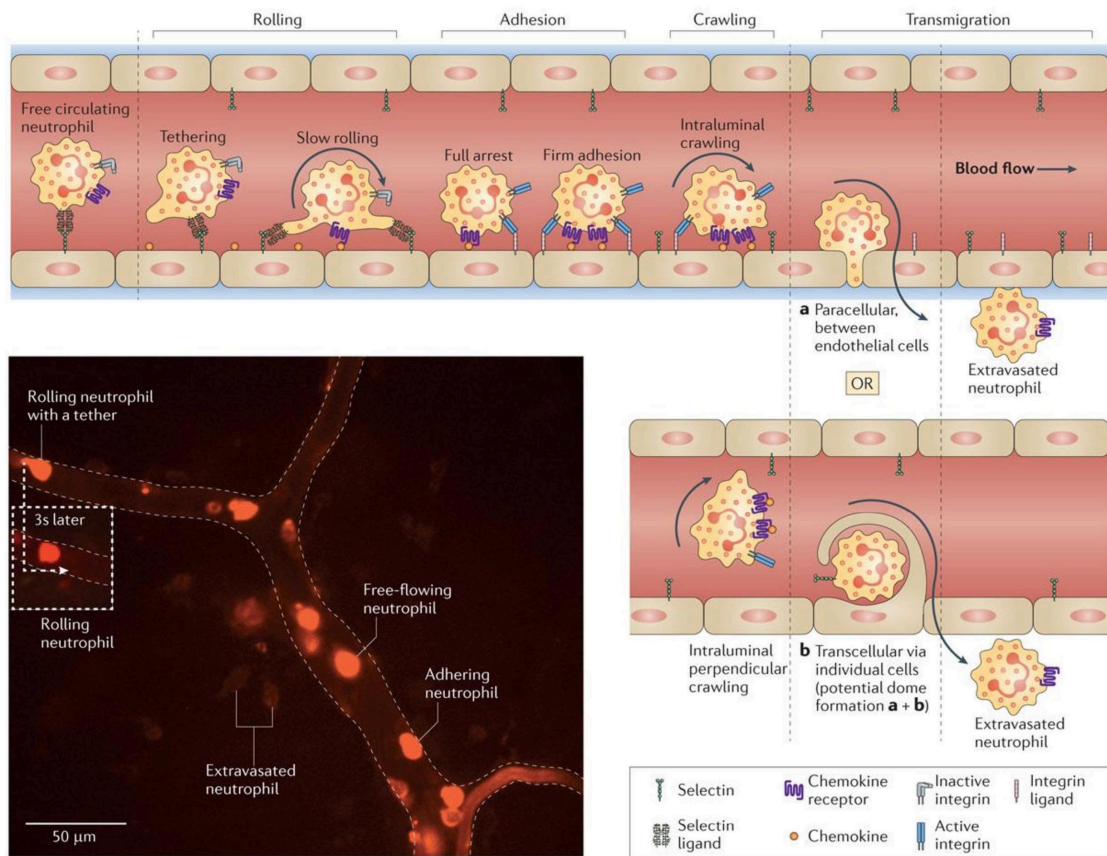 Rolling
Adhesion
Crawling
Transmigration
Free circulating
neutrophil
Tethering
Slow rolling
Full arrest
Firm adhesion
Intraluminal
crawling
Blood flow
a Paracellular,
between
endothelial cells
Extravasated
neutrophil
OR
Rolling neutrophil
with a tether
3s later
Rolling
neutrophil
Free-flowing
neutrophil
Adhering
neutrophil
Extravasated
neutrophil
50 µm
Intraluminal
perpendicular
crawling
b Transcellular via
individual cells
(potential dome
formation a + b)
Extravasated
neutrophil
Selectin
Chemokine
receptor
Inactive
integrin
Integrin
ligand
Selectin
ligand
Chemokine
Active
integrin